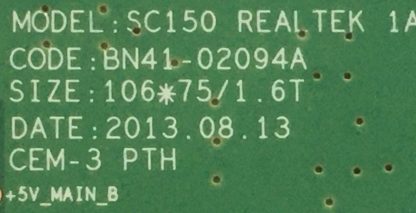 MODEL:SC150 REALTEK 1A
CODE:BN41-02094A
SIZE:106*75/1.6T
DATE:2013.08.13
CEM-3 PTH
+5V_MAIN_B